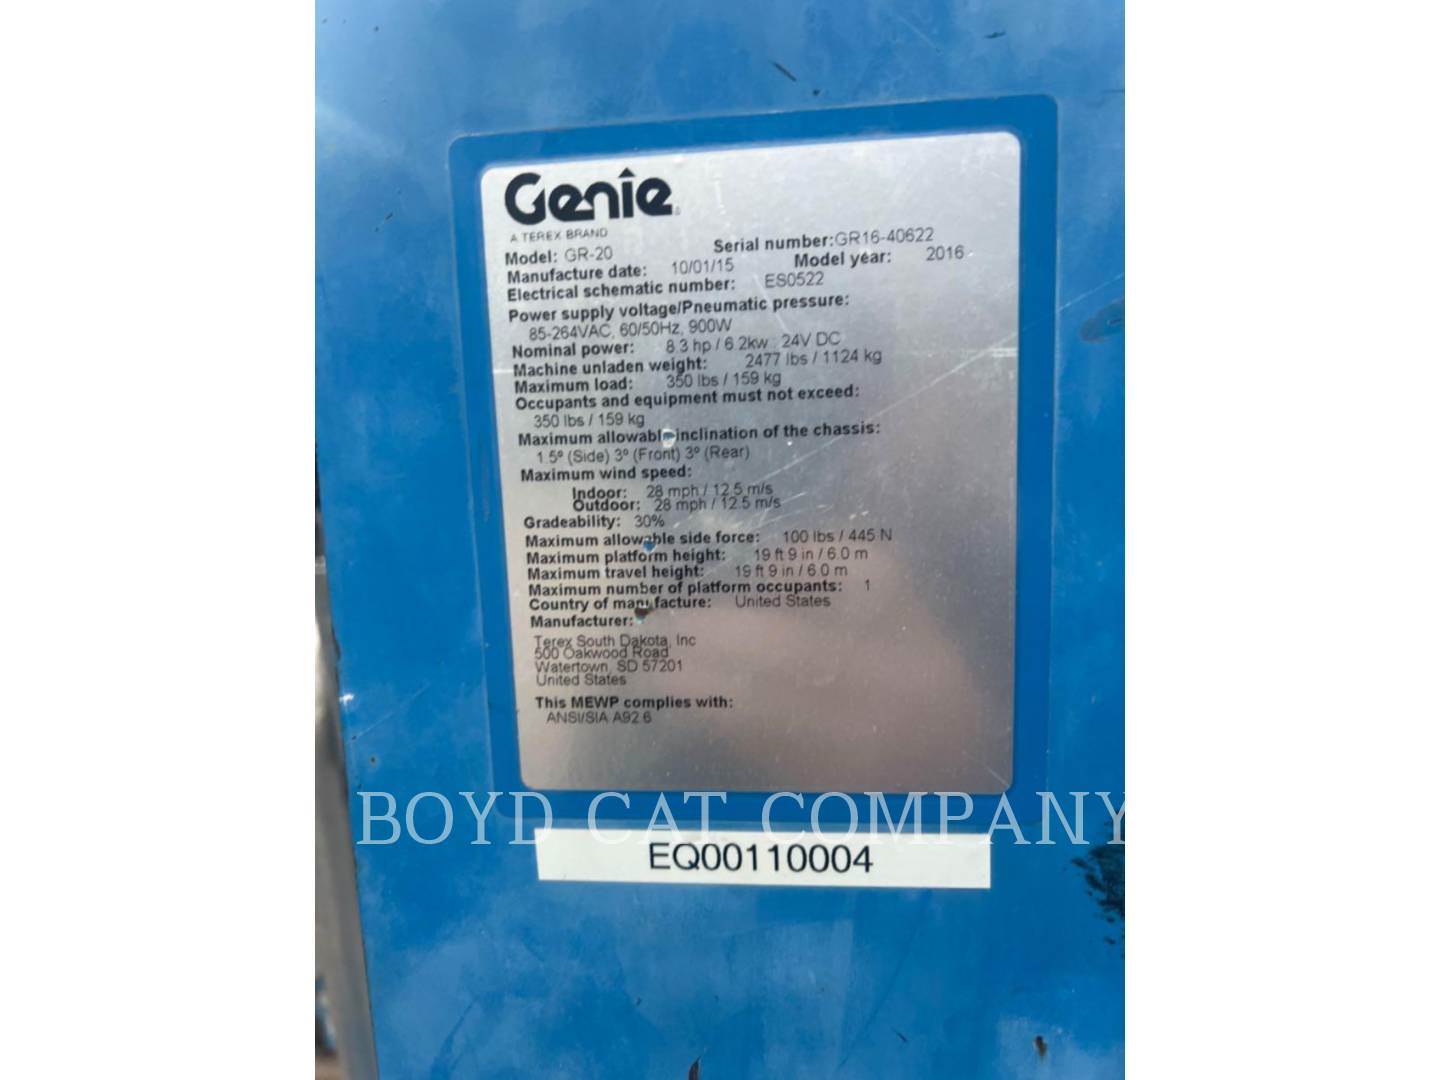 Genie
A TEREX BRAND
Model: GR-20 Serial number:GR16-40622
Manufacture date: 10/01/15 Model year: 2016
Electrical schematic number: ES0522
Power supply voltage/Pneumatic pressure:
85-264VAC, 60/50Hz, 900W
Nominal power: 8.3 hp / 6.2kw 24V DC
Machine unladen weight: 2477 lbs / 1124 kg
Maximum load: 350 lbs / 159 kg
Occupants and equipment must not exceed:
350 lbs / 159 kg
Maximum allowable inclination of the chassis:
1.5º (Side) 3º (Front) 3º (Rear)
Maximum wind speed:
Indoor: 28 mph / 12.5 m/s
Outdoor: 28 mph / 12.5 m/s
Gradeability: 30%
Maximum allowable side force: 100 lbs / 445 N
Maximum platform height: 19 ft 9 in / 6.0 m
Maximum travel height: 19 ft 9 in / 6.0 m
Maximum number of platform occupants: 1
Country of manufacture: United States
Manufacturer:
Terex South Dakota, Inc
500 Oakwood Road
Watertown, SD 57201
United States
This MEWP complies with:
ANSI/SIA A92.6
BOYD CAT COMPANY
EQ00110004